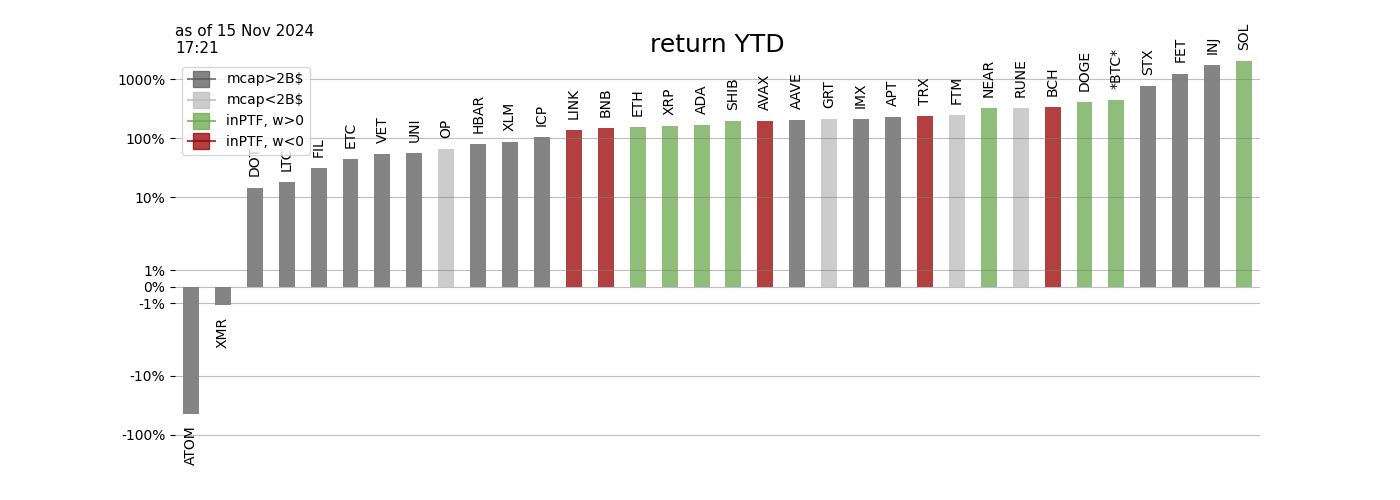 as of 15 Nov 2024
17:21
return YTD
mcap>2B$
mcap<2B$
inPTF, w>0
inPTF, w<0
1000%
100%
10%
1%
0%
-1%
-10%
-100%
ATOM
XMR
DOT
LTC
FIL
ETC
VET
UNI
OP
HBAR
XLM
ICP
LINK
BNB
ETH
XRP
ADA
SHIB
AVAX
AAVE
GRT
IMX
APT
TRX
FTM
NEAR
RUNE
BCH
DOGE
*BTC*
STX
FET
INJ
SOL